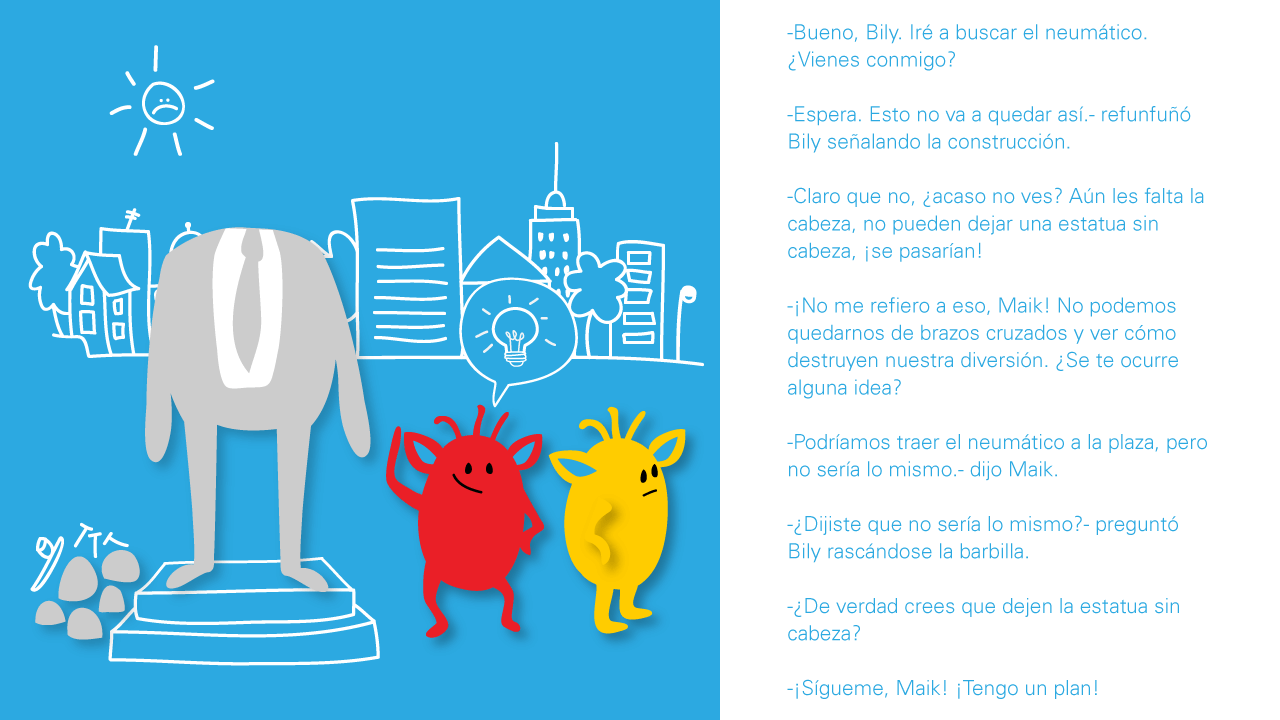 -Bueno, Bily. Iré a buscar el neumático.
¿Vienes conmigo?
-Espera. Esto no va a quedar así.- refunfuñó
Bily señalando la construcción.
-Claro que no, ¿acaso no ves? Aún les falta la
cabeza, no pueden dejar una estatua sin
cabeza, ¡se pasarían!
-¡No me refiero a eso, Maik! No podemos
quedarnos de brazos cruzados y ver cómo
destruyen nuestra diversión. ¿Se te ocurre
alguna idea?
-Podríamos traer el neumático a la plaza, pero
no sería lo mismo.- dijo Maik.
-¿Dijiste que no sería lo mismo?- preguntó
Bily rascándose la barbilla.
-¿De verdad crees que dejen la estatua sin
cabeza?
-¡Sígueme, Maik! ¡Tengo un plan!